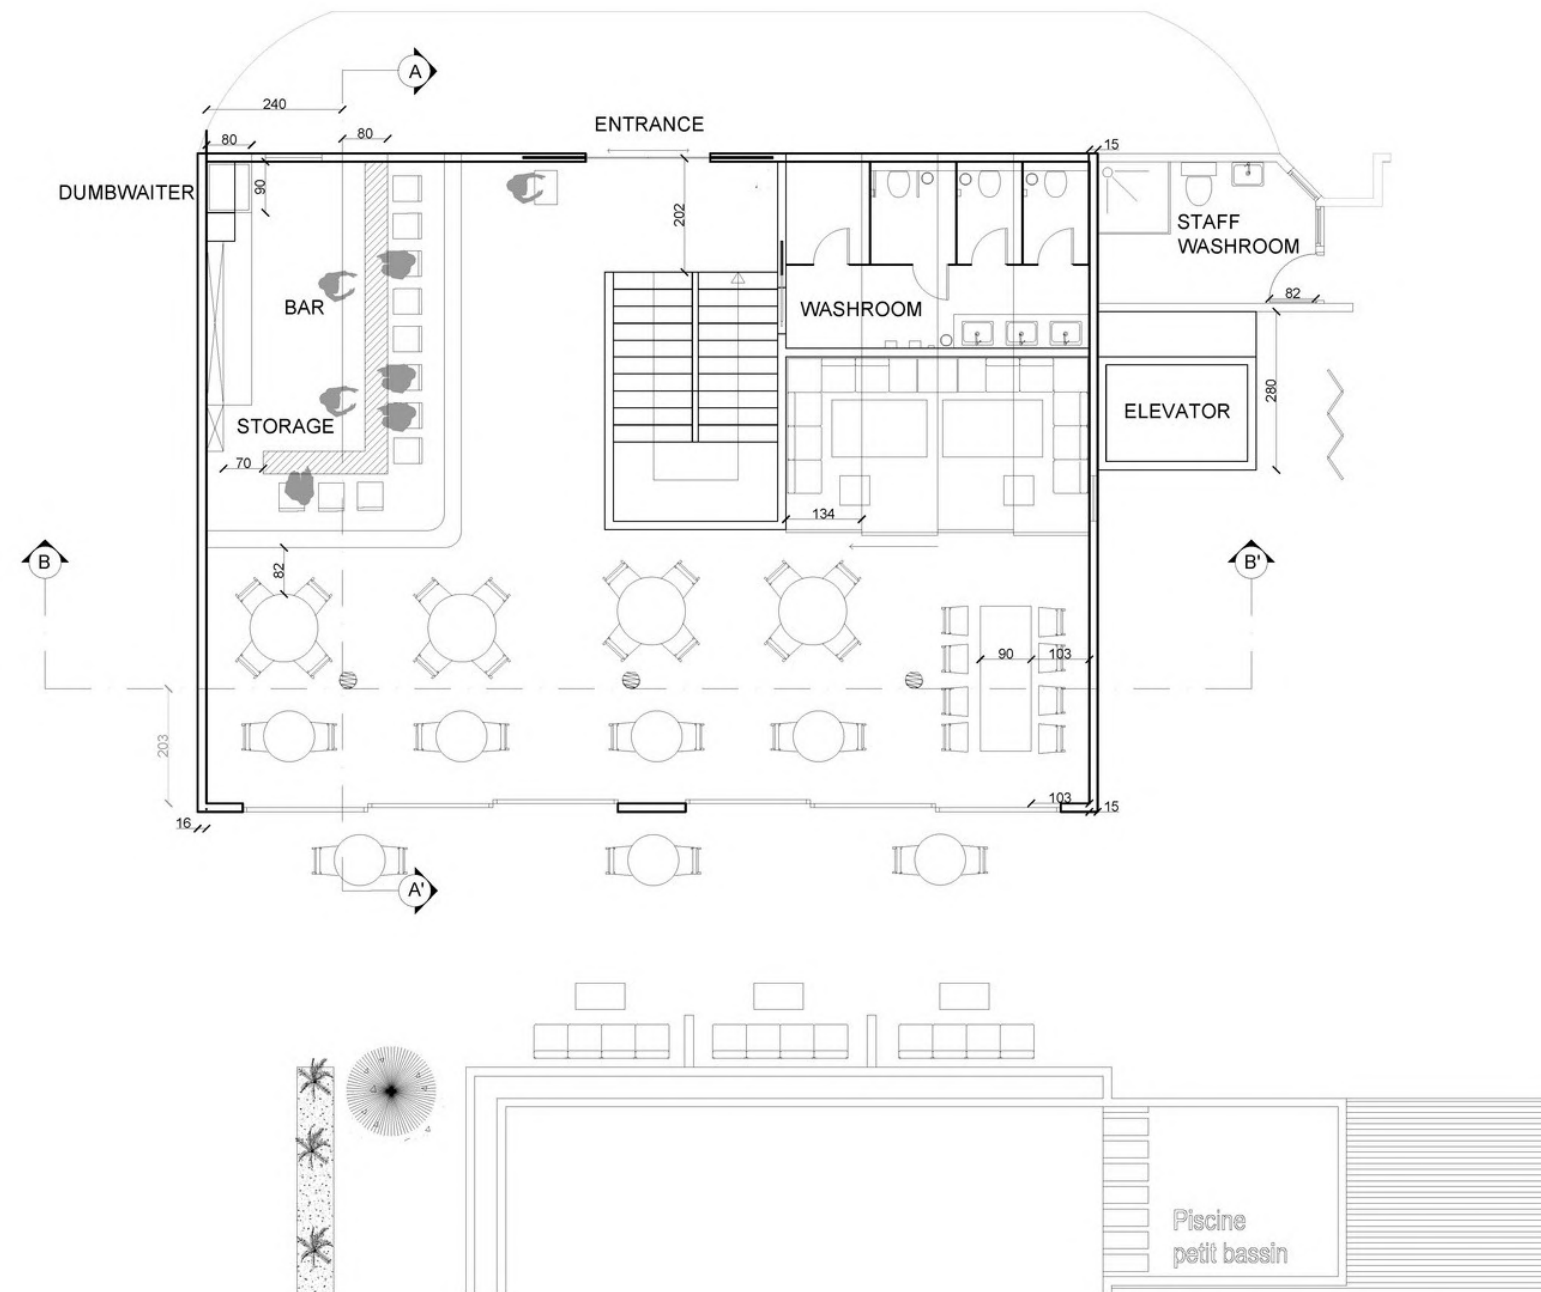 A
240
80
80
ENTRANCE
15
DUMBWAITER
90
202
STAFF
WASHROOM
82
BAR
WASHROOM
280
ELEVATOR
STORAGE
70
134
B
B'
82
90
103
203
103
15
16
A'
Piscine
petit bassin